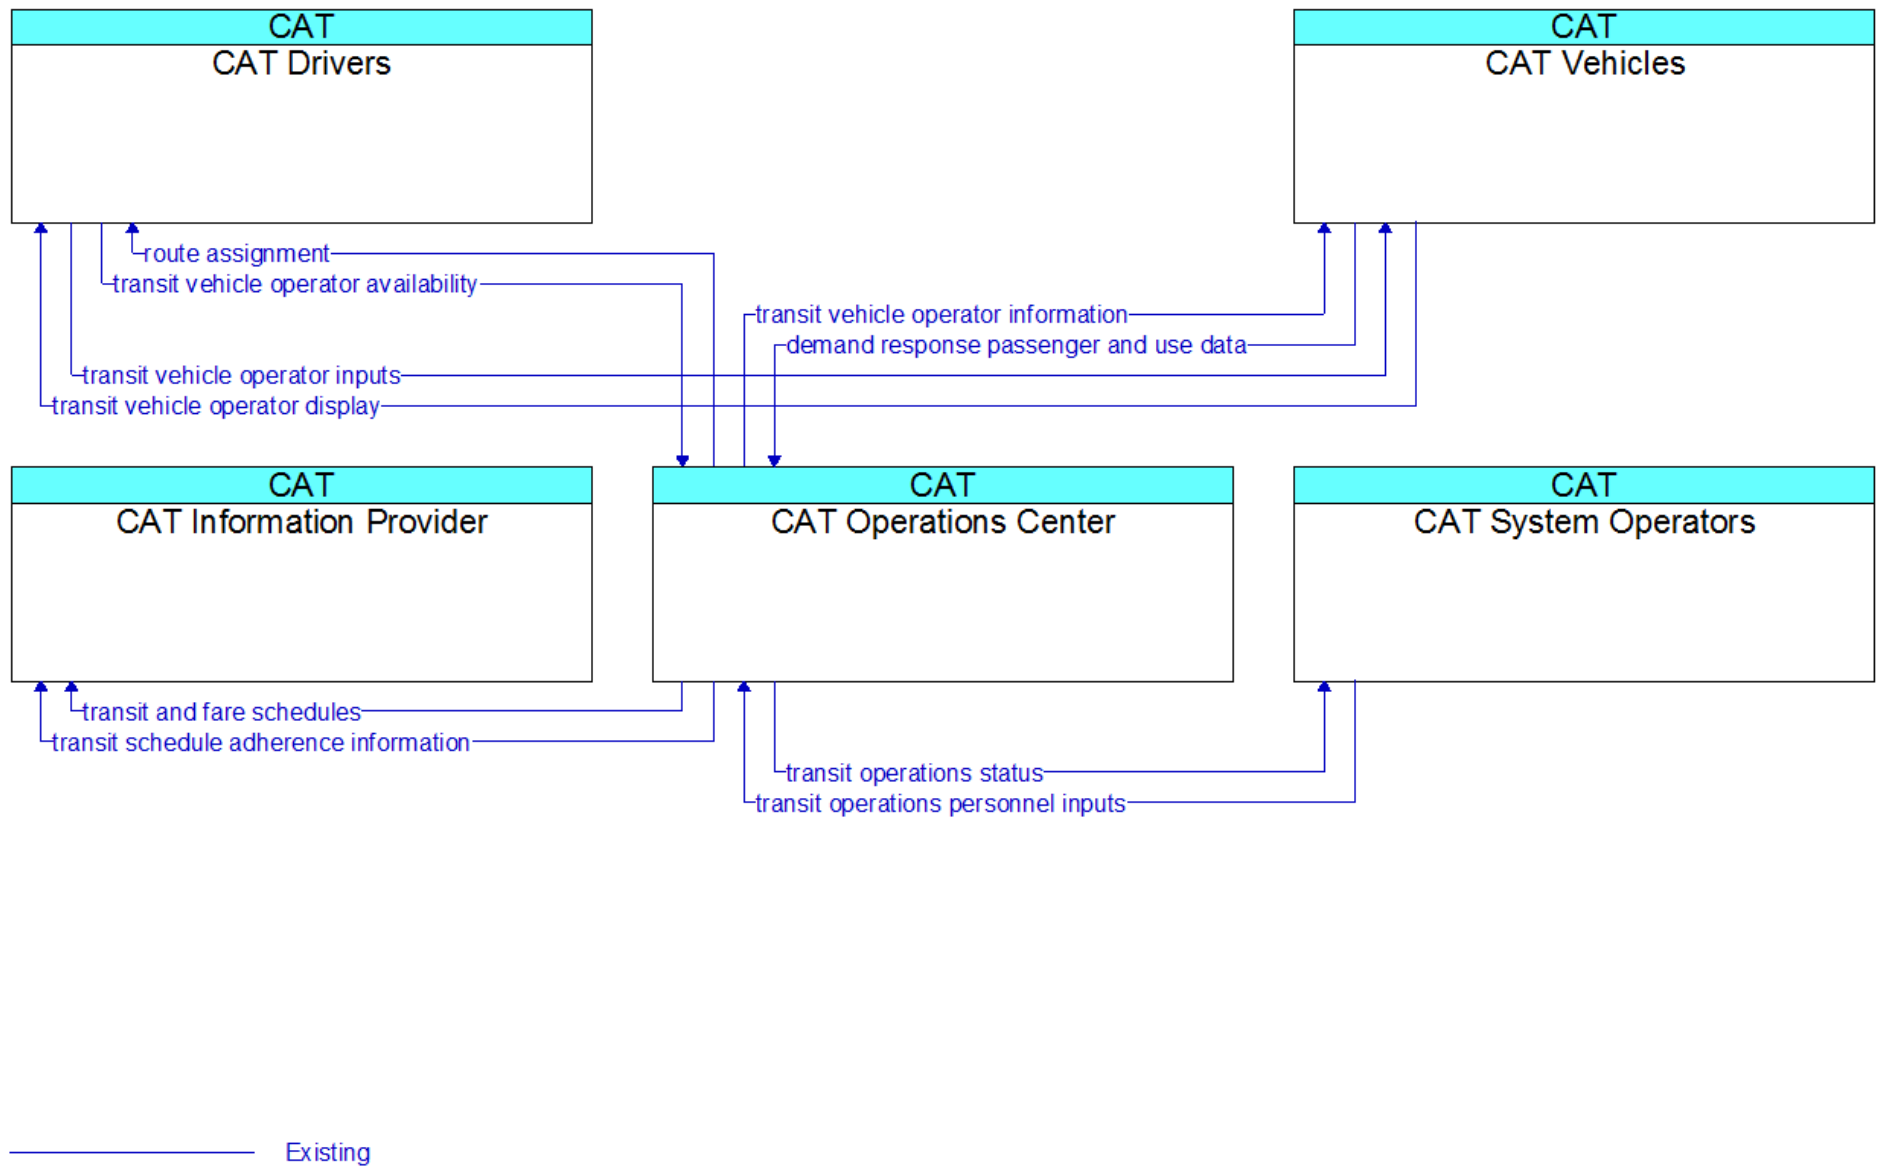 CAT
CAT Drivers
CAT
CAT Vehicles
route assignment
transit vehicle operator availability
transit vehicle operator information
demand response passenger and use data
transit vehicle operator inputs
transit vehicle operator display
CAT
CAT Information Provider
CAT
CAT Operations Center
CAT
CAT System Operators
transit and fare schedules
transit schedule adherence information
transit operations status
transit operations personnel inputs
Existing